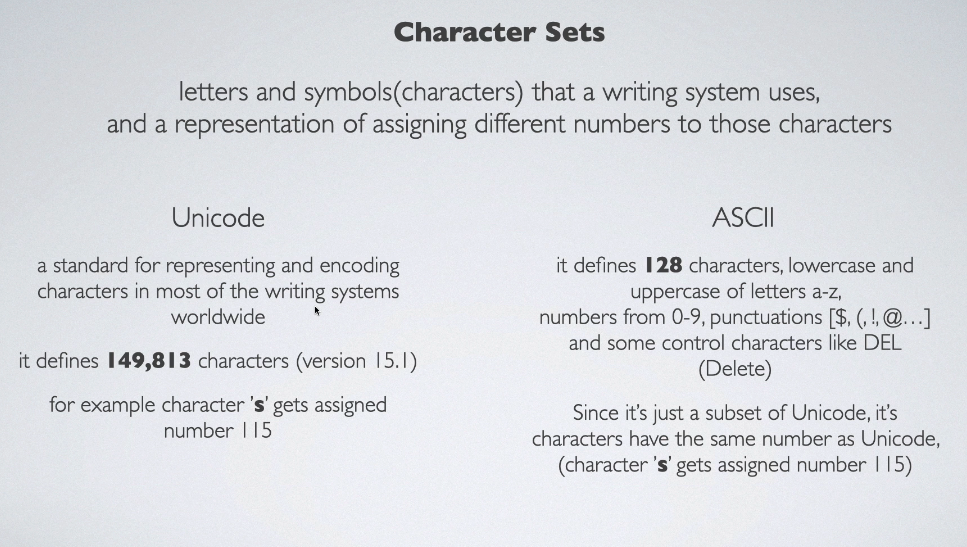 Character Sets
letters and symbols(characters) that a writing system uses,
and a representation of assigning different numbers to those characters
Unicode
a standard for representing and encoding
characters in most of the writing systems
worldwide
it defines 149,813 characters (version 15.1)
for example character 's' gets assigned
number 115
ASCII
it defines 128 characters, lowercase and
uppercase of letters a-z,
numbers from 0-9, punctuations [$, (, !, @…]
and some control characters like DEL
(Delete)
Since it's just a subset of Unicode, it's
characters have the same number as Unicode,
(character 's' gets assigned number 115)